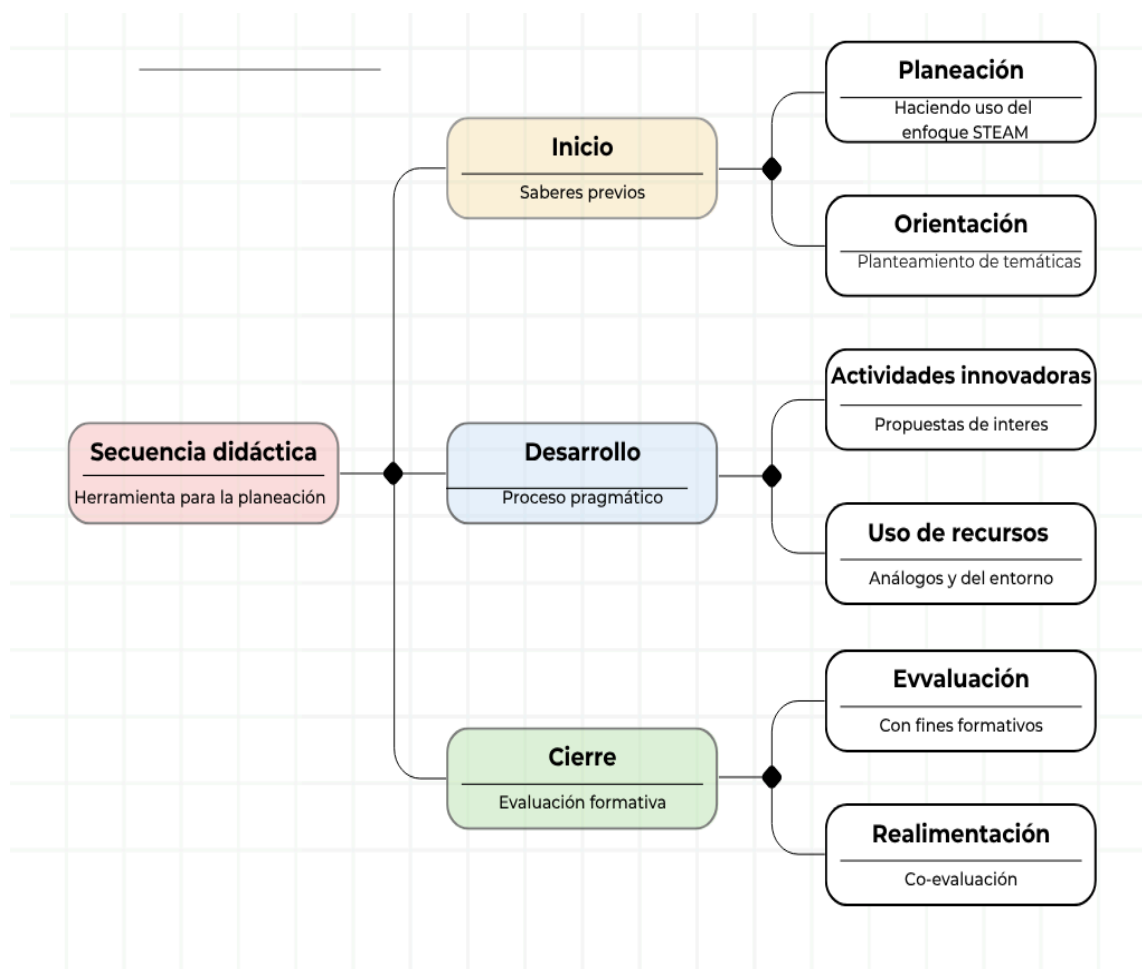 Secuencia didáctica
Herramienta para la planeación
Inicio
Saberes previos
Planeación
Haciendo uso del
enfoque STEAM
Orientación
Planteamiento de temáticas
Desarrollo
Proceso pragmático
Actividades innovadoras
Propuestas de interes
Uso de recursos
Análogos y del entorno
Cierre
Evaluación formativa
Evvaluación
Con fines formativos
Realimentación
Co-evaluación